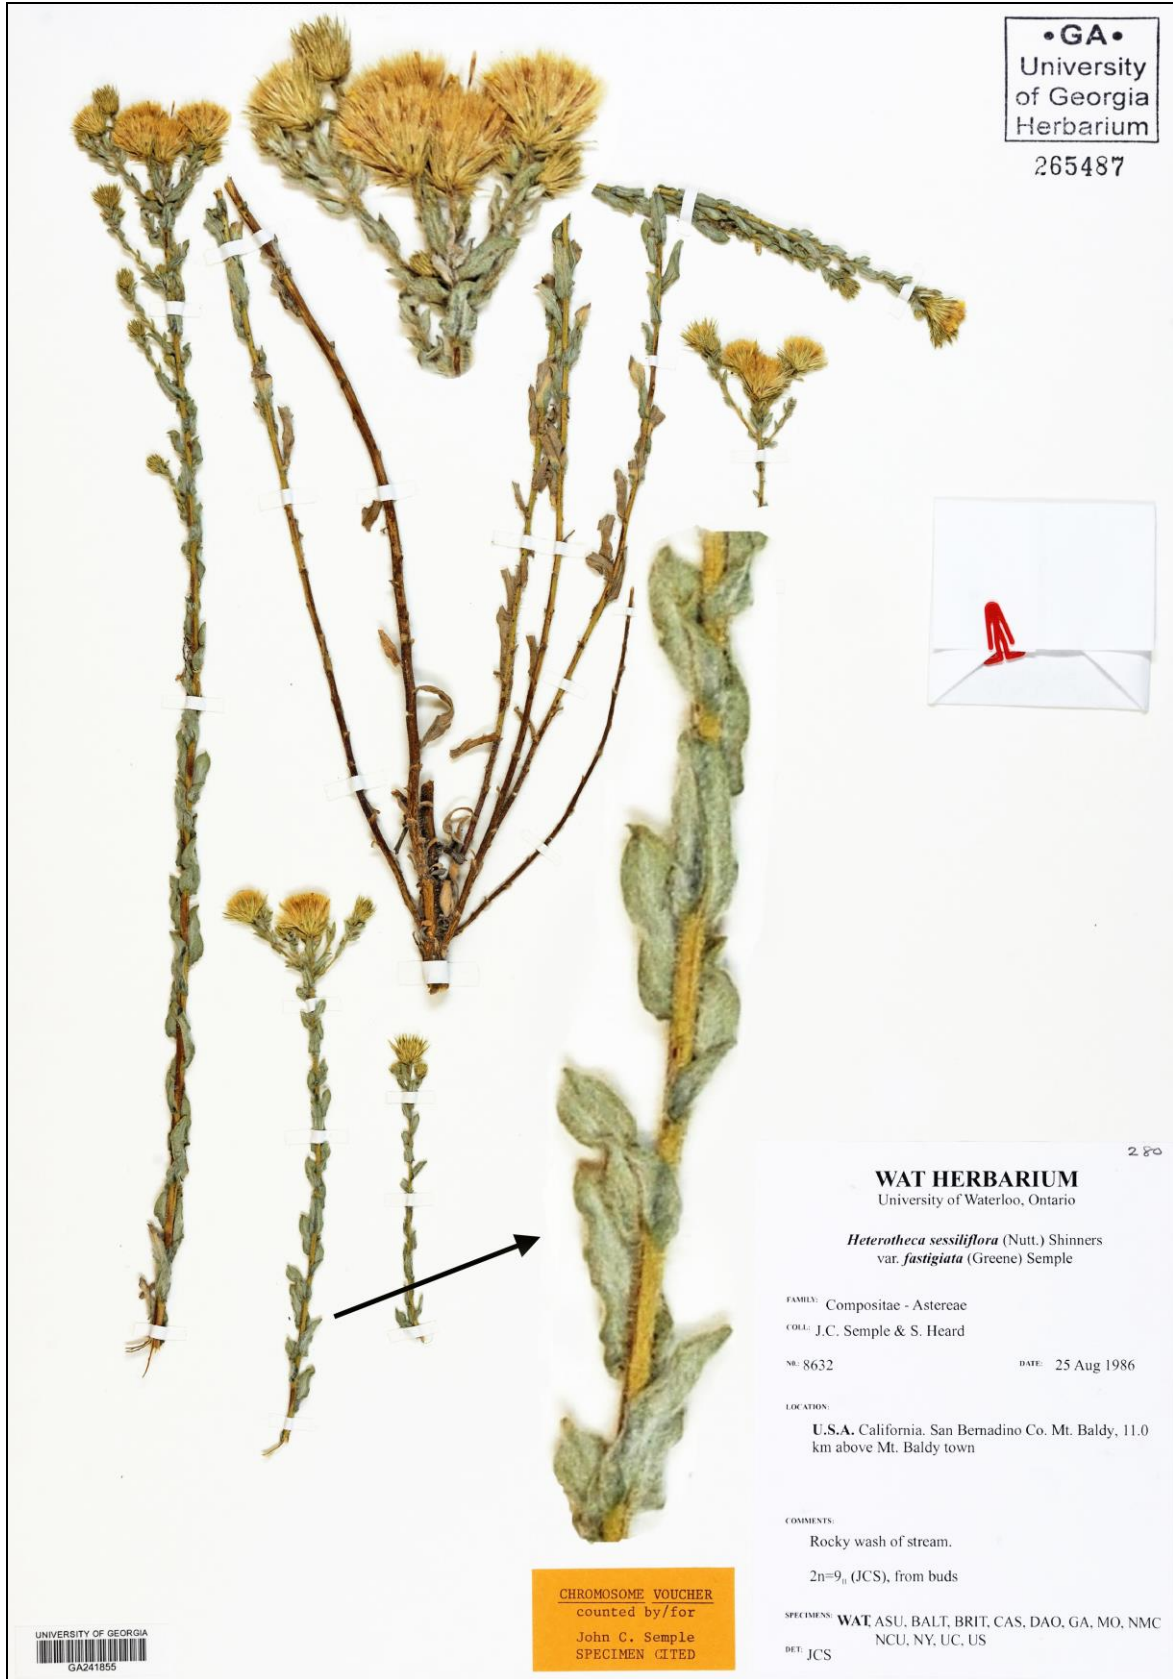 •GA•
University
of Georgia
Herbarium
265487
280
WAT HERBARIUM
University of Waterloo, Ontario
Heterotheca sessiliflora (Nutt.) Shinners
var. fastigiata (Greene) Semple
FAMILY: Compositae - Astereae
COLL: J.C. Semple & S. Heard
No.: 8632 DATE: 25 Aug 1986
LOCATION:
U.S.A. California. San Bernadino Co. Mt. Baldy, 11.0
km above Mt. Baldy town
COMMENTS:
Rocky wash of stream.
2n=9II (JCS), from buds
SPECIMENS: WAT, ASU, BALT, BRIT, CAS, DAO, GA, MO, NMC
NCU, NY, UC, US
DET: JCS
CHROMOSOME VOUCHER
counted by/for
John C. Semple
SPECIMEN CITED
UNIVERSITY OF GEORGIA
GA241855